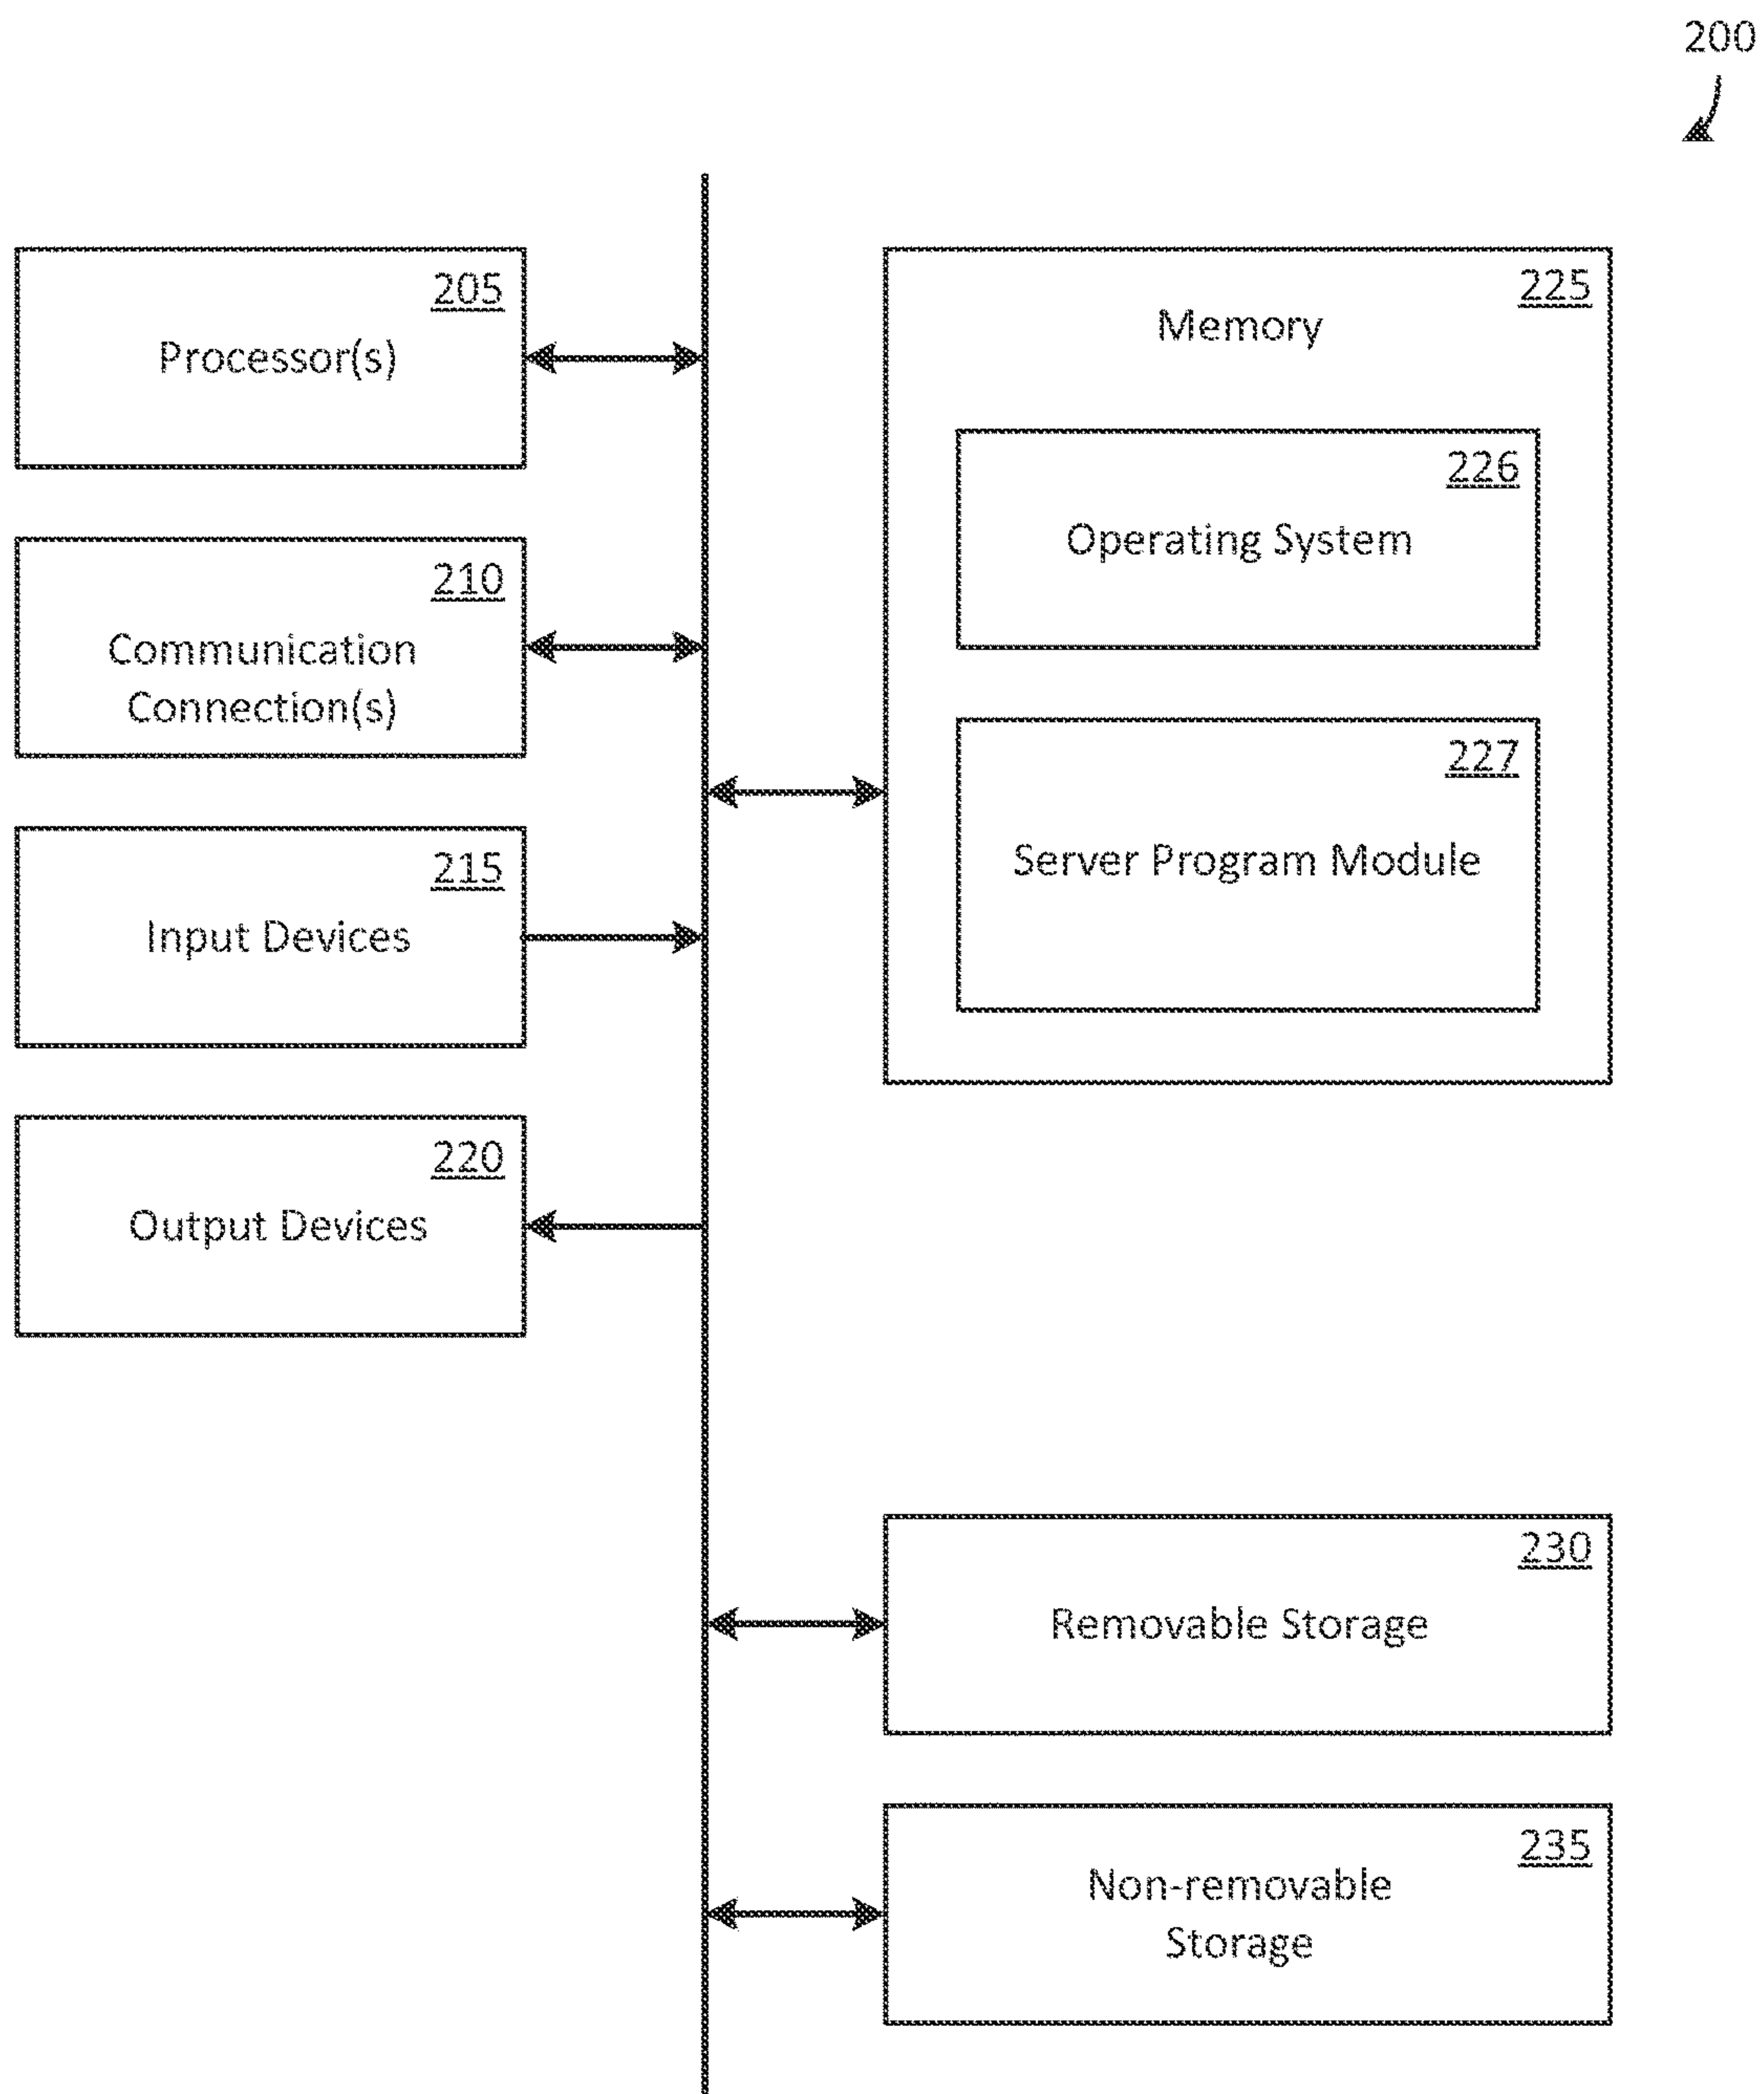 200
205
Processor(s)
210
Communication
Connection(s)
215
Input Devices
220
Output Devices
225
Memory
226
Operating System
227
Server Program Module
230
Removable Storage
235
Non-removable
Storage